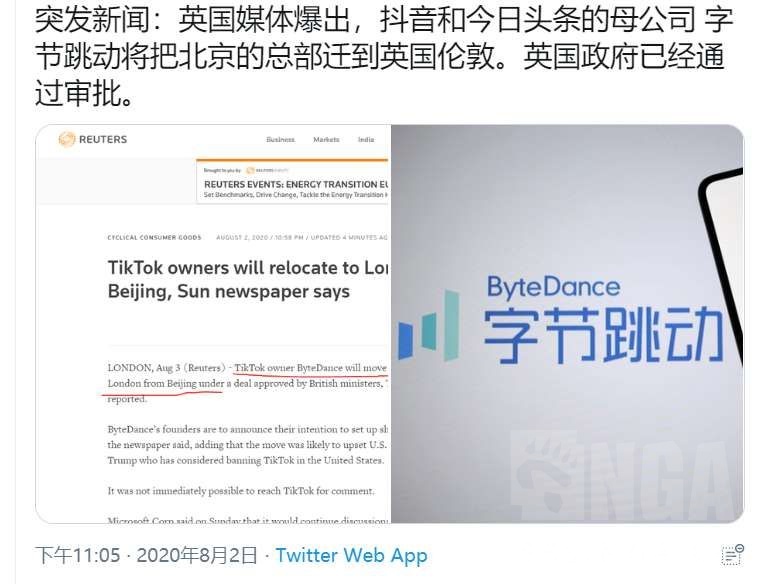 突发新闻：英国媒体爆出，抖音和今日头条的母公司 字
节跳动将把北京的总部迁到英国伦敦。英国政府已经通
过审批。
REUTERS
Business Markets India
Brought to you by
REUTERS EVENTS: ENERGY TRANSITION EU
Set Benchmarks, Drive Change, Tackle the Energy Transition
CYCLICAL CONSUMER GOODS AUGUST 2, 2020 / 10:58 PM / UPDATED 4 MINUTES AG
TikTok owners will relocate to Lo
Beijing, Sun newspaper says
LONDON, Aug 3 (Reuters) - TikTok owner ByteDance will move
London from Beijing under a deal approved by British ministers,
reported.
ByteDance's founders are to announce their intention to set up
the newspaper said, adding that the move was likely to upset U.S.
Trump who has considered banning TikTok in the United States.
It was not immediately possible to reach TikTok for comment.
Microsoft Corp said on Sunday that it would continue discussion
ByteDance
字节跳动
NGA
下午11:05 · 2020年8月2日 · Twitter Web App